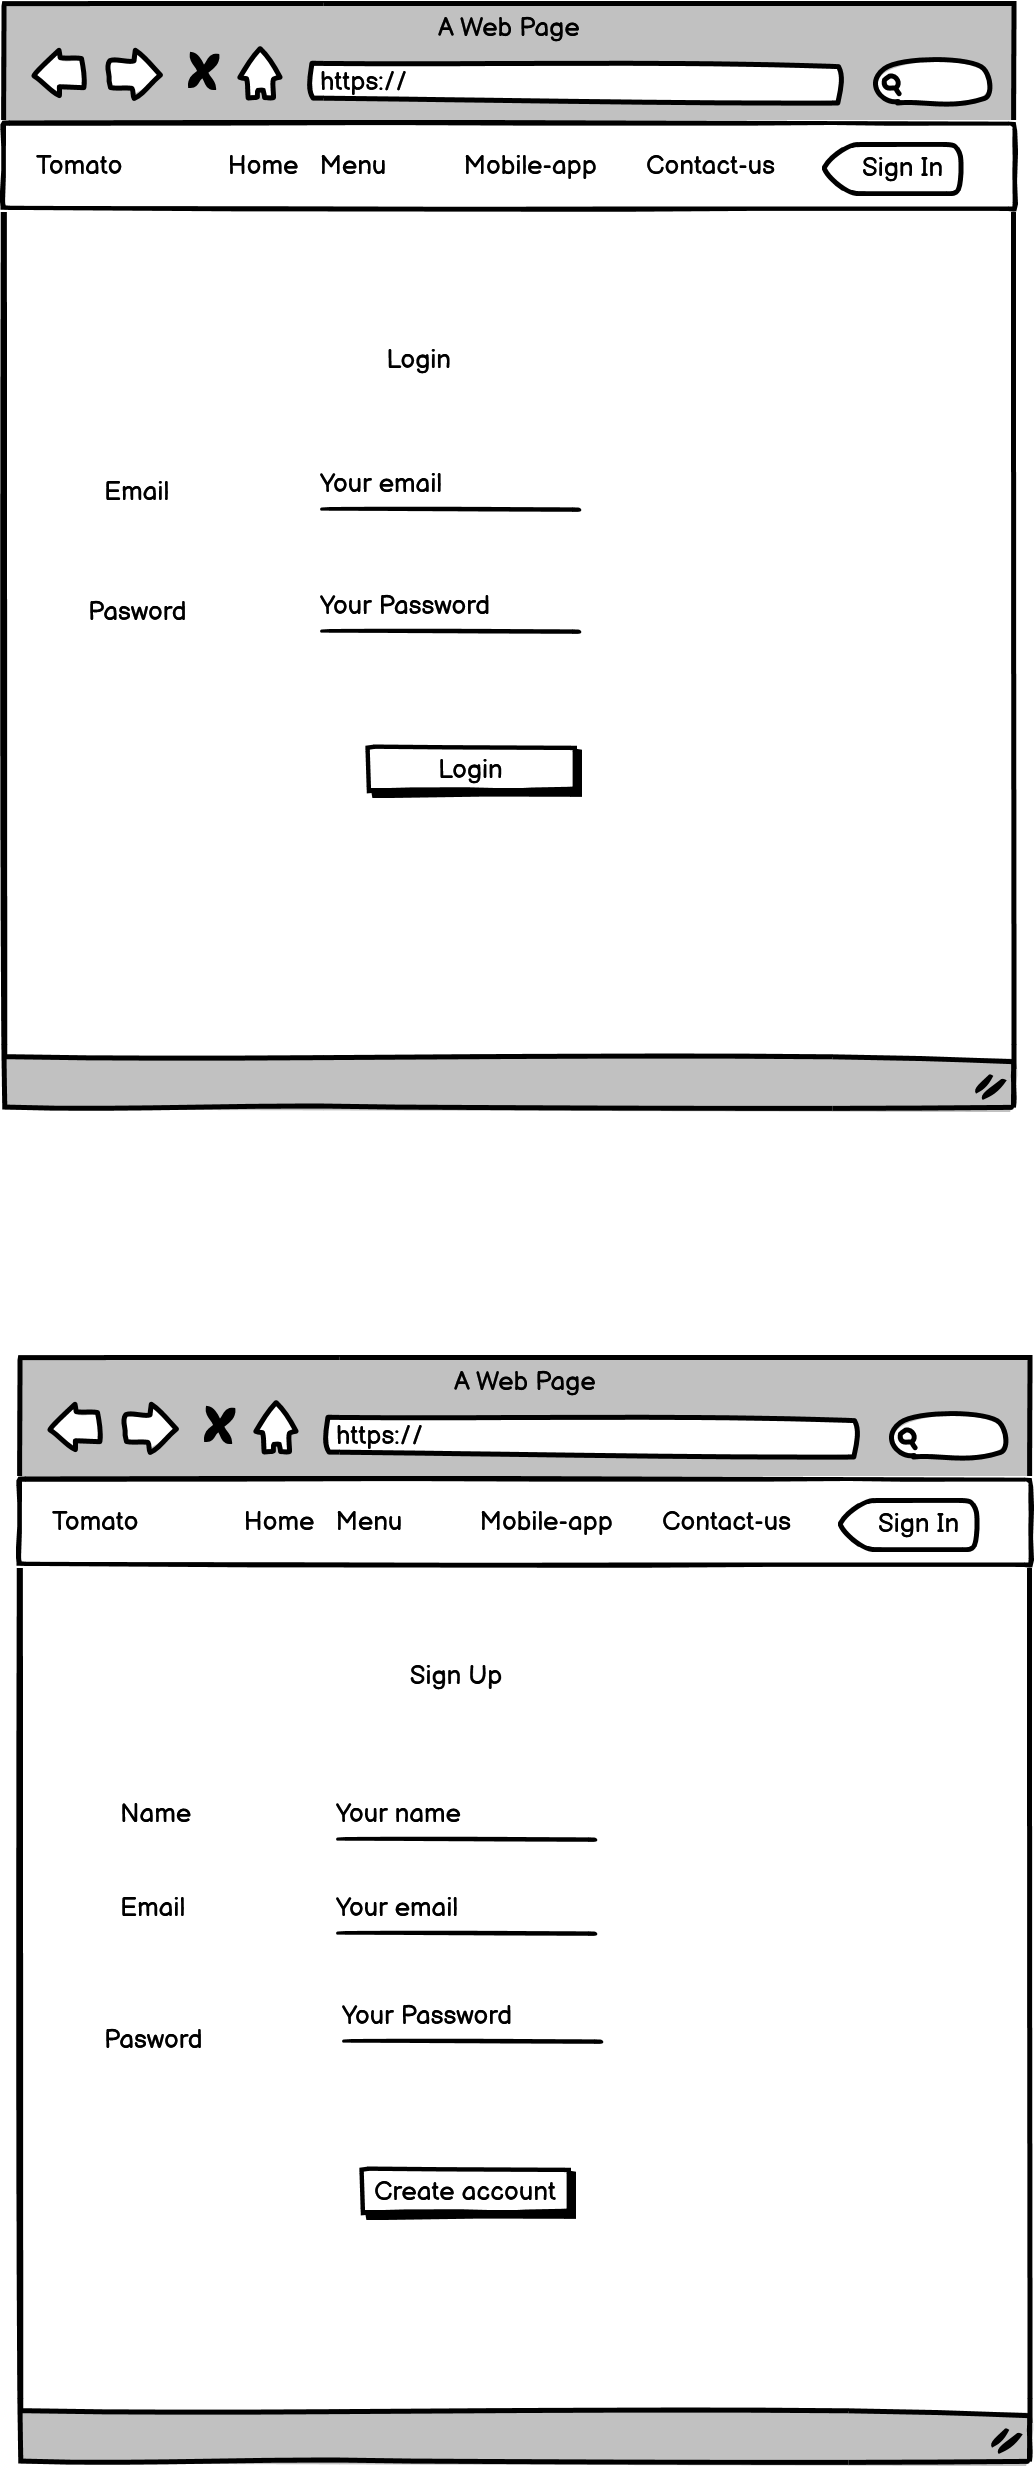 A Web Page
https://
Tomato Home Menu Mobile-app Contact-us Sign In
Login
Email Your email
Pasword Your Password
Login
A Web Page
https://
Tomato Home Menu Mobile-app Contact-us Sign In
Sign Up
Name Your name
Email Your email
Your Password
Pasword
Create account